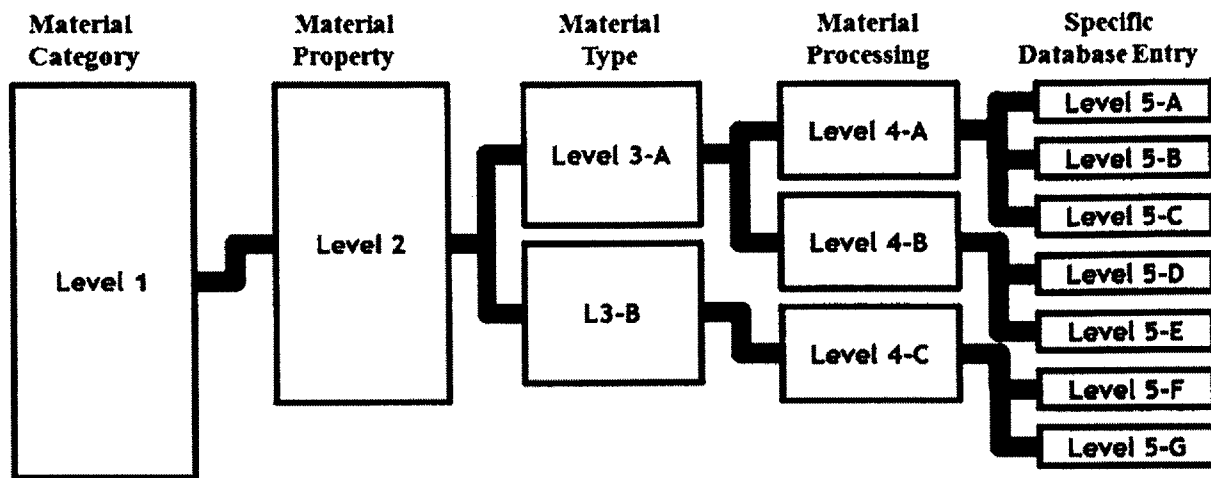 Material
Category
Material
Property
Material
Type
Material
Processing
Specific
Database Entry
Level 1
Level 2
Level 3-A
L3-B
Level 4-A
Level 4-B
Level 4-C
Level 5-A
Level 5-B
Level 5-C
Level 5-D
Level 5-E
Level 5-F
Level 5-G